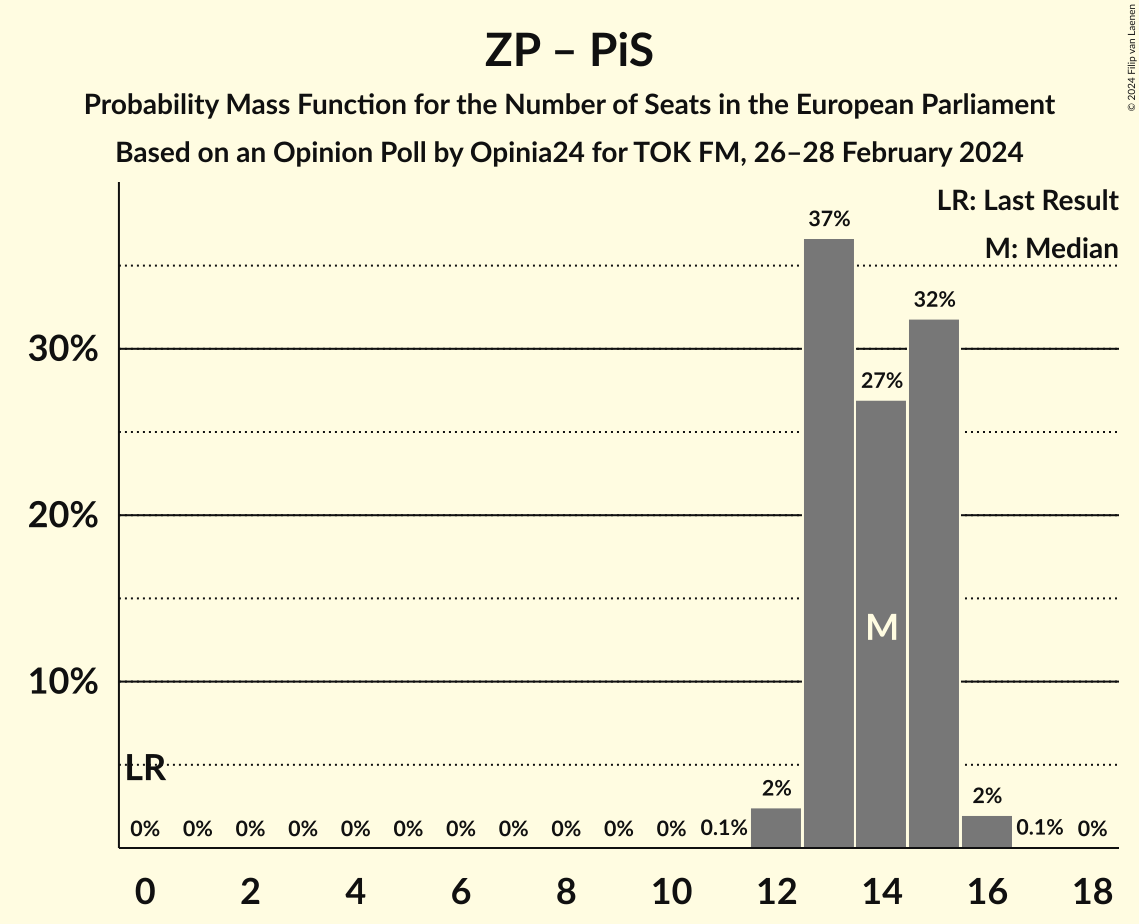 ZP – PiS
Probability Mass Function for the Number of Seats in the European Parliament
Based on an Opinion Poll by Opinia24 for TOK FM, 26–28 February 2024
© 2024 Filip van Laenen
LR: Last Result
M: Median
37%
32%
30%
27%
20%
M
10%
LR
0% 0% 0% 0% 0% 0% 0% 0% 0% 0% 0% 0.1% 2% 2% 0.1% 0%
0 2 4 6 8 10 12 14 16 18